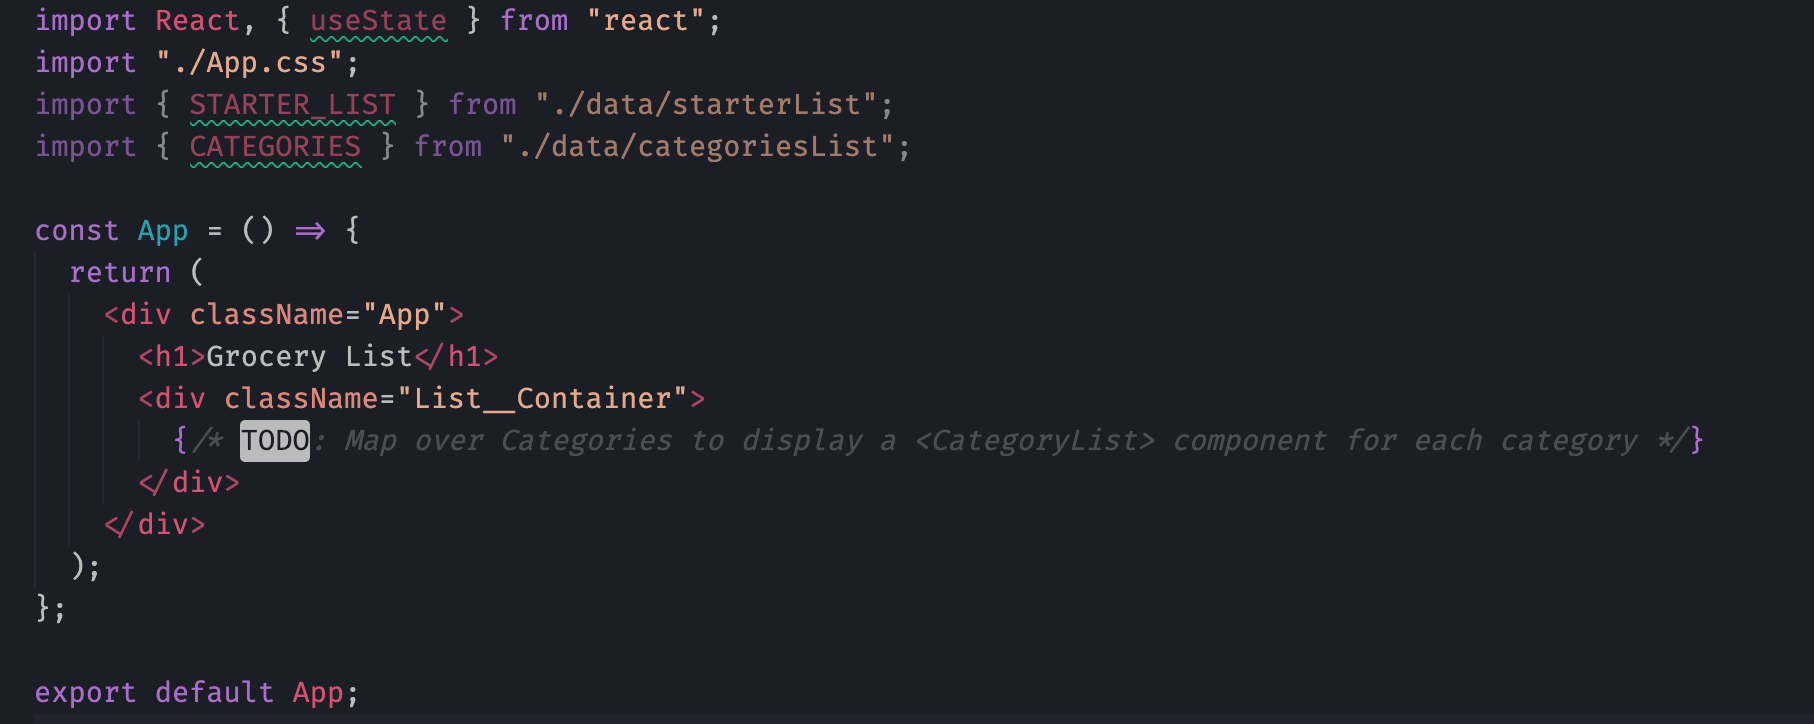 import React, { useState } from "react";
import "./App.css";
import { STARTER_LIST } from "./data/starterList";
import { CATEGORIES } from "./data/categoriesList";

const App = () => {
  return (
    <div className="App">
      <h1>Grocery List</h1>
      <div className="List__Container">
        {/* TODO: Map over Categories to display a <CategoryList> component for each category */}
      </div>
    </div>
  );
};

export default App;